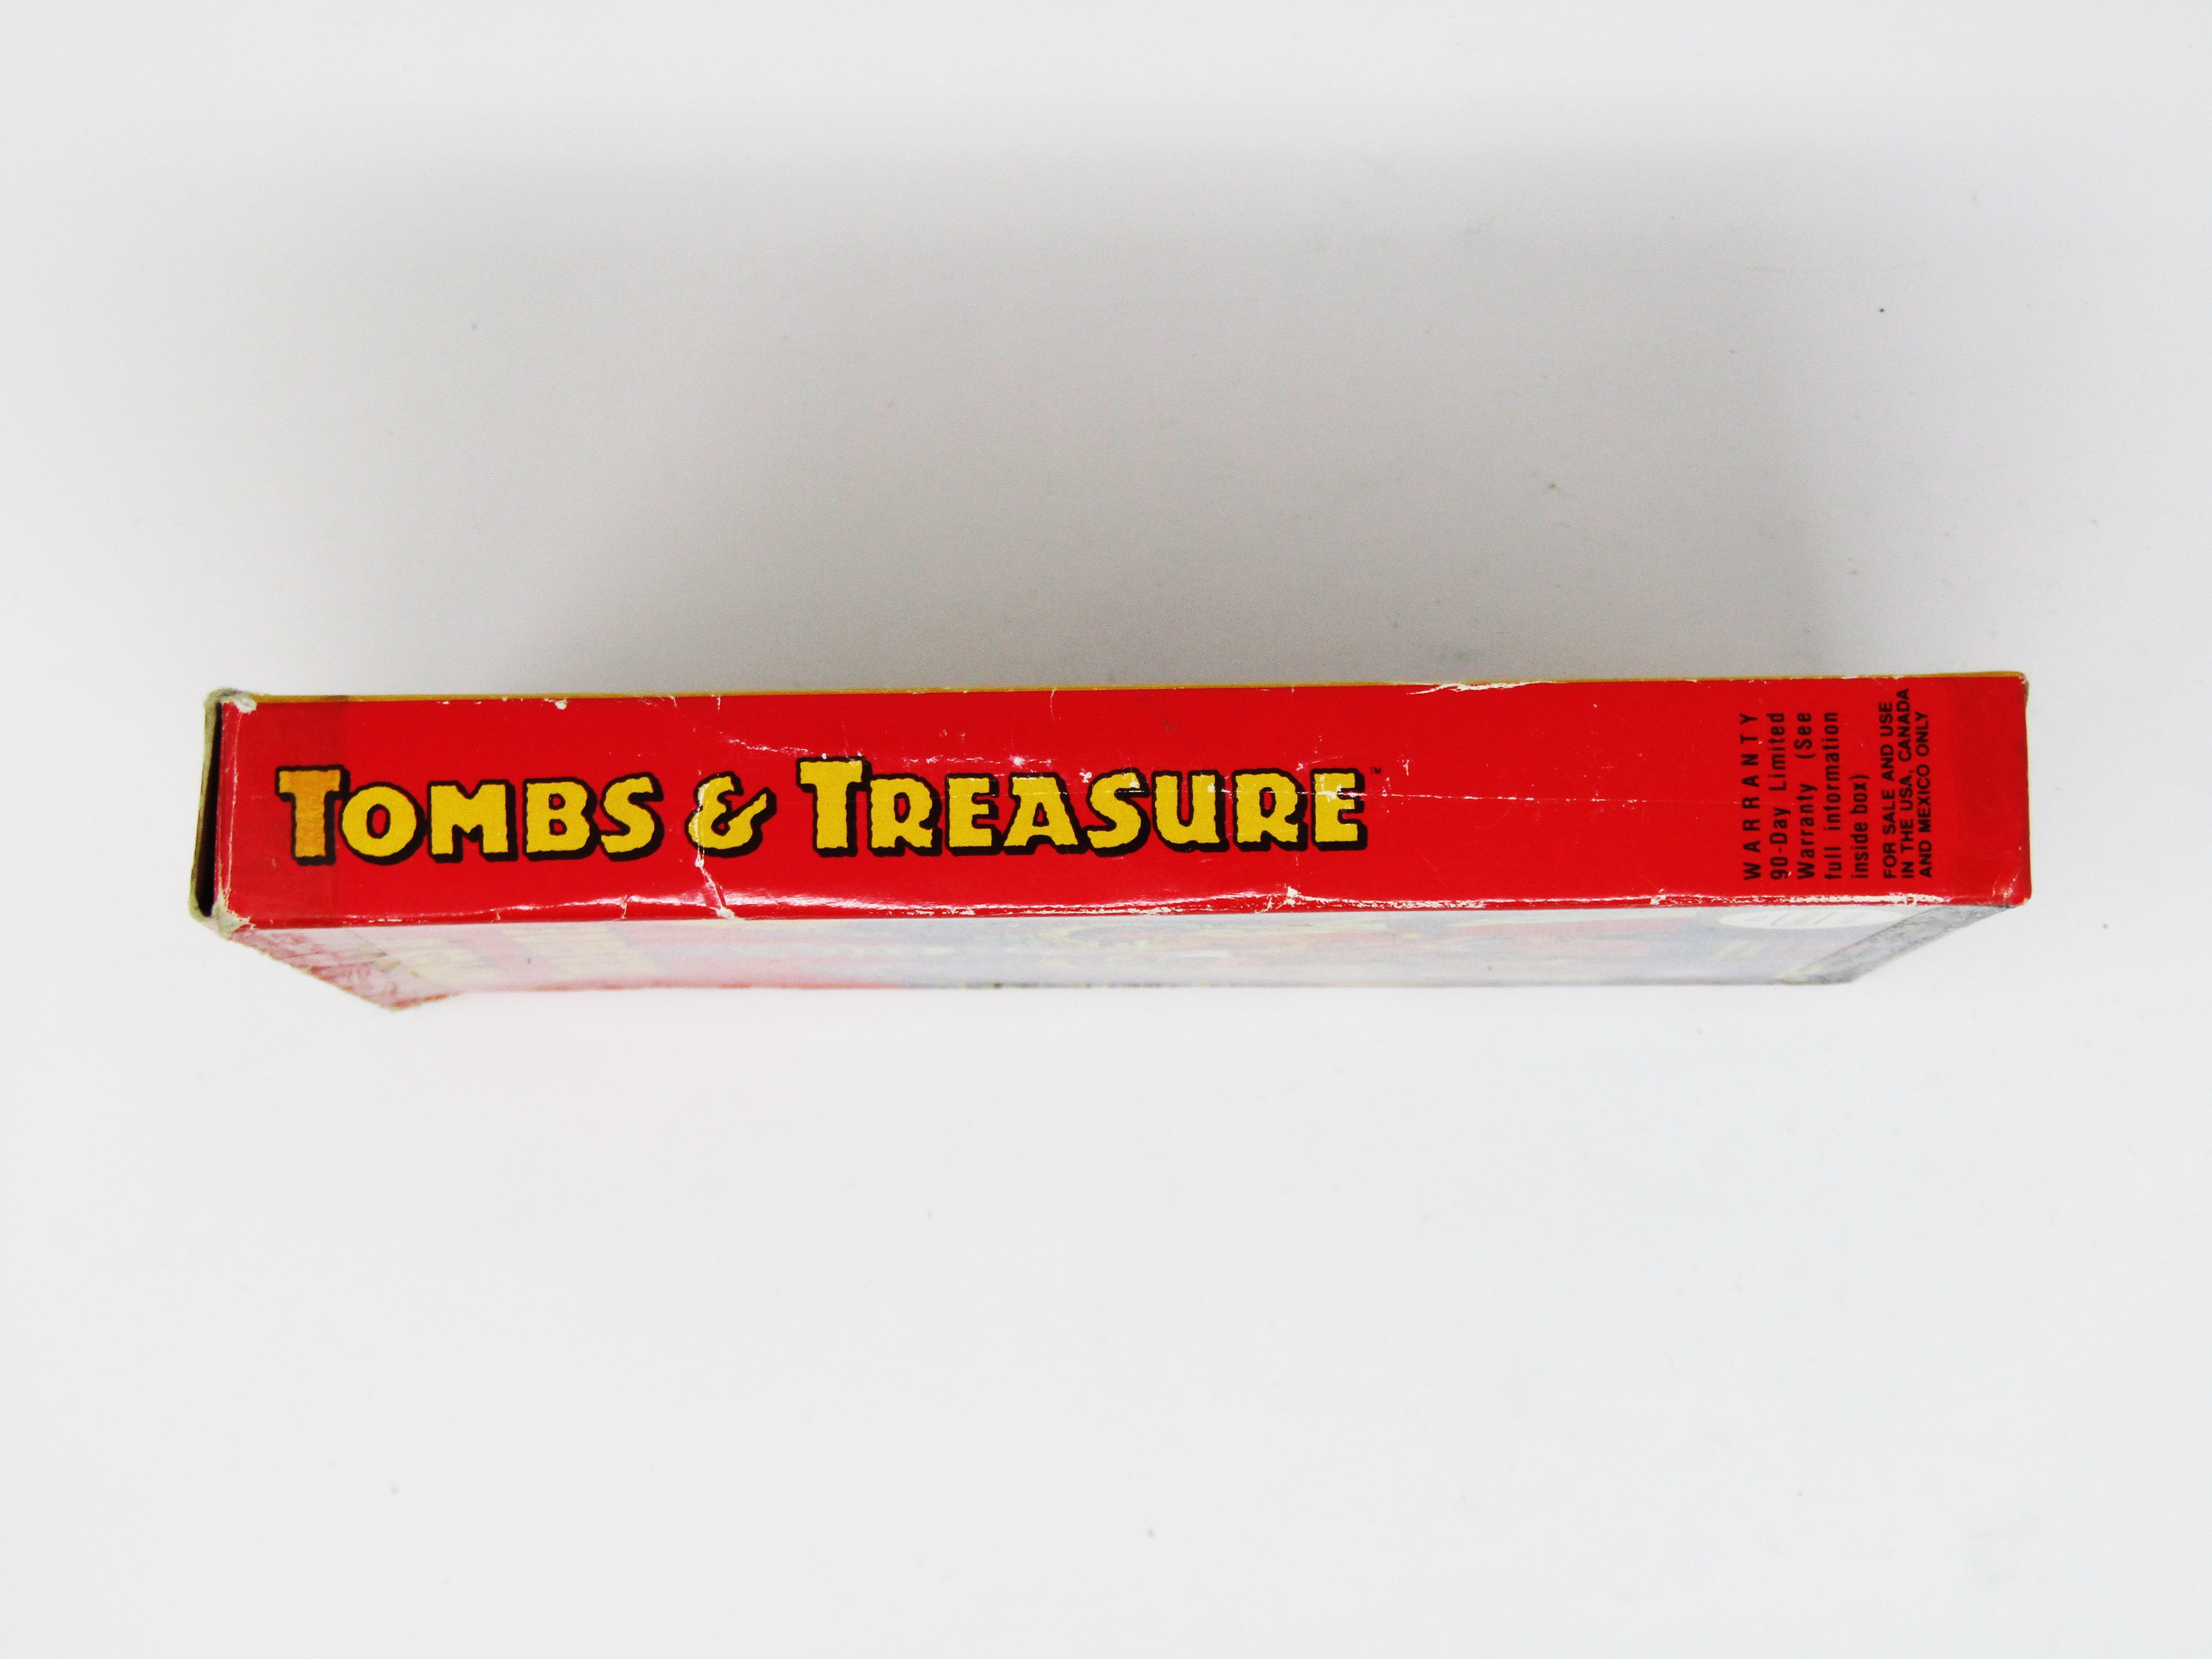 TOMBS & TREASURE™
WARRANTY
90-Day Limited
Warranty (See
full information
inside box)
FOR SALE AND USE
IN THE USA, CANADA
AND MEXICO ONLY